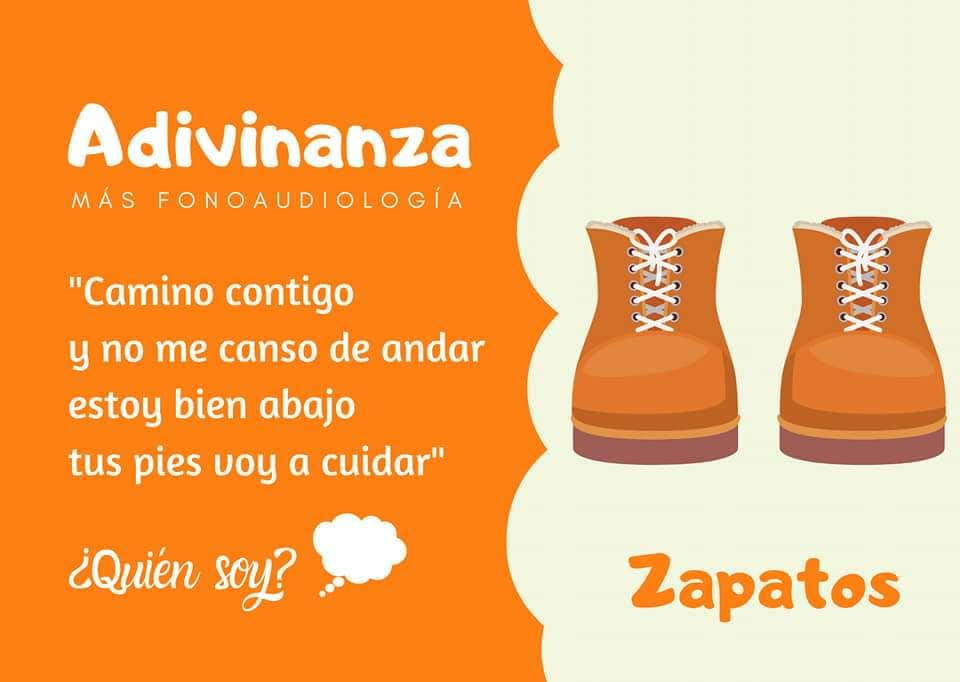 Adivinanza
MÁS FONOAUDIOLOGÍA
"Camino contigo
y no me canso de andar
estoy bien abajo
tus pies voy a cuidar"
¿Quién soy?
Zapatos